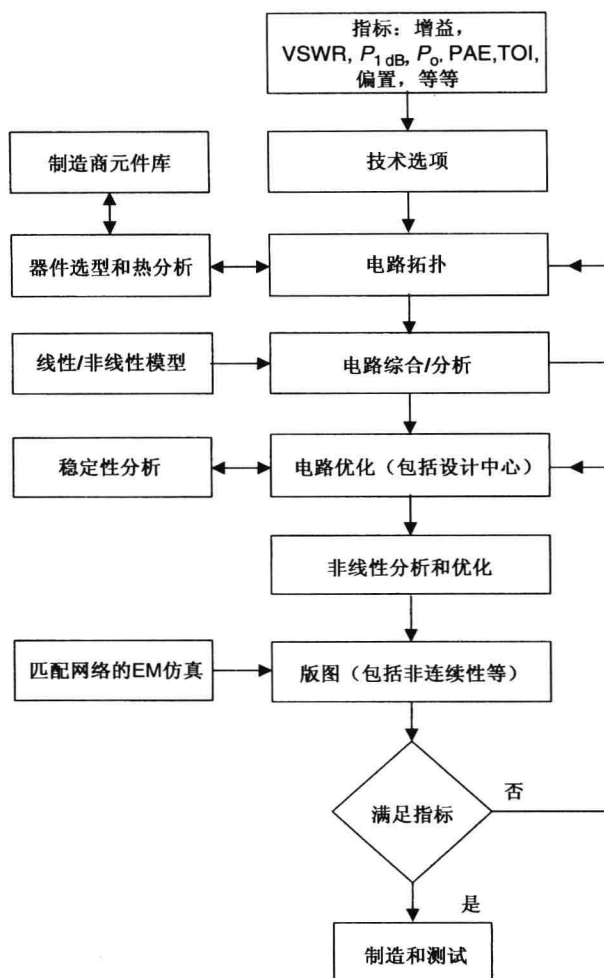 指标：增益，
VSWR, P1 dB, Po, PAE,TOI,
偏置，等等
制造商元件库
技术选项
器件选型和热分析
电路拓扑
线性/非线性模型
电路综合/分析
稳定性分析
电路优化（包括设计中心）
非线性分析和优化
匹配网络的EM仿真
版图（包括非连续性等）
满足指标
否
是
制造和测试